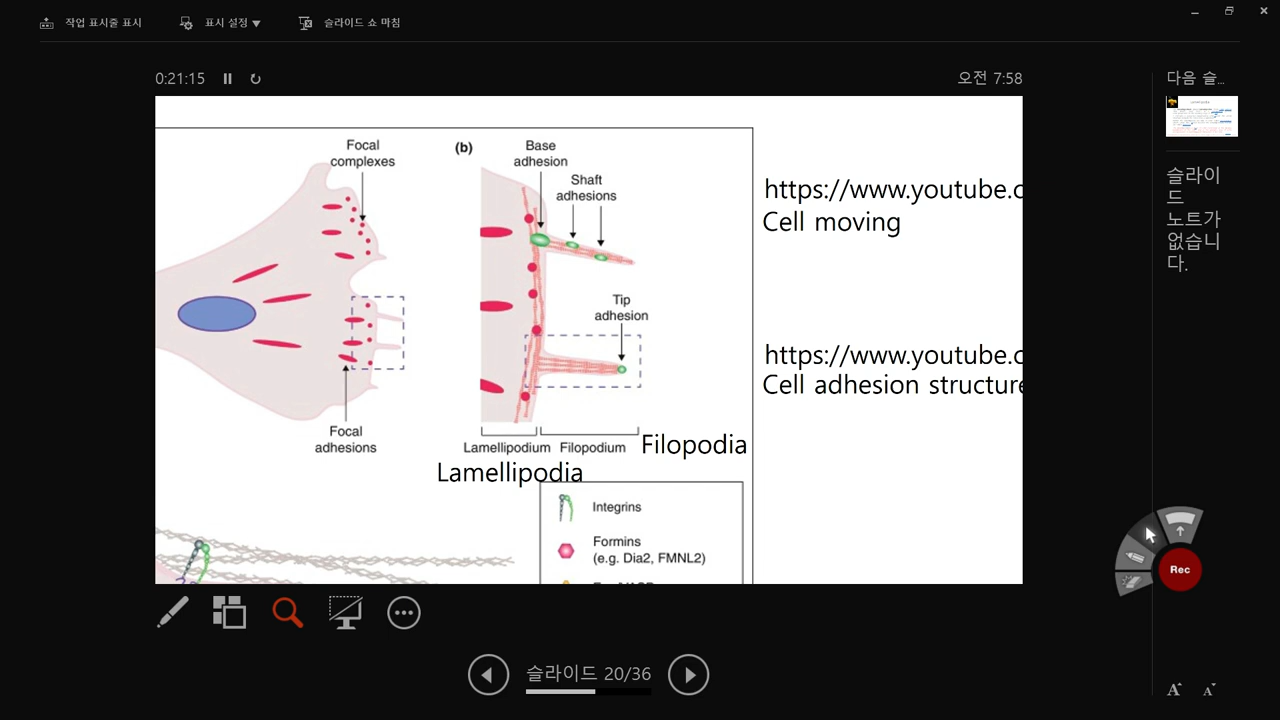 작업 표시줄 표시
표시 설정
슬라이드 쇼 마침
0:21:15
오전 7:58
다음 슬...
Focal
complexes
(b)
Base
adhesion
Shaft
adhesions
Tip
adhesion
Focal
adhesions
Lamellipodium
Filopodium
Filopodia
Lamellipodia
Integrins
Formins
(e.g. Dia2, FMNL2)
https://www.youtube.c
Cell moving
https://www.youtube.c
Cell adhesion structure
슬라이
드
노트가
없습니
다.
Rec
슬라이드 20/36
A
A